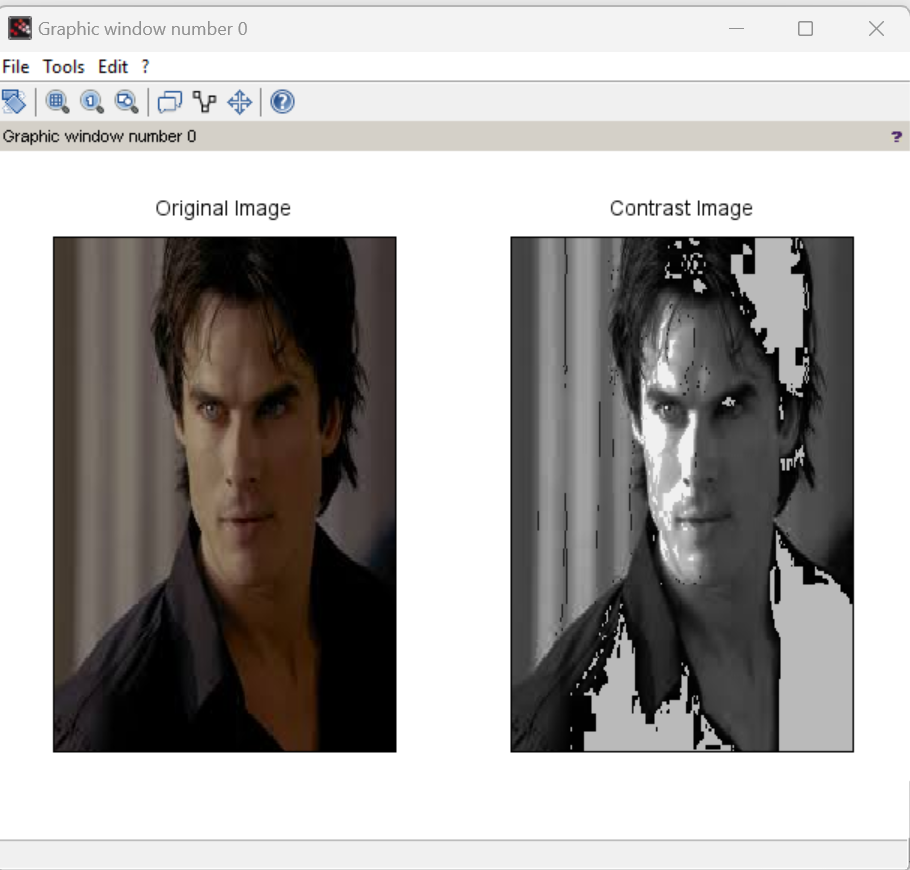 Graphic window number 0
File Tools Edit ?
Graphic window number 0 ?
Original Image
Contrast Image